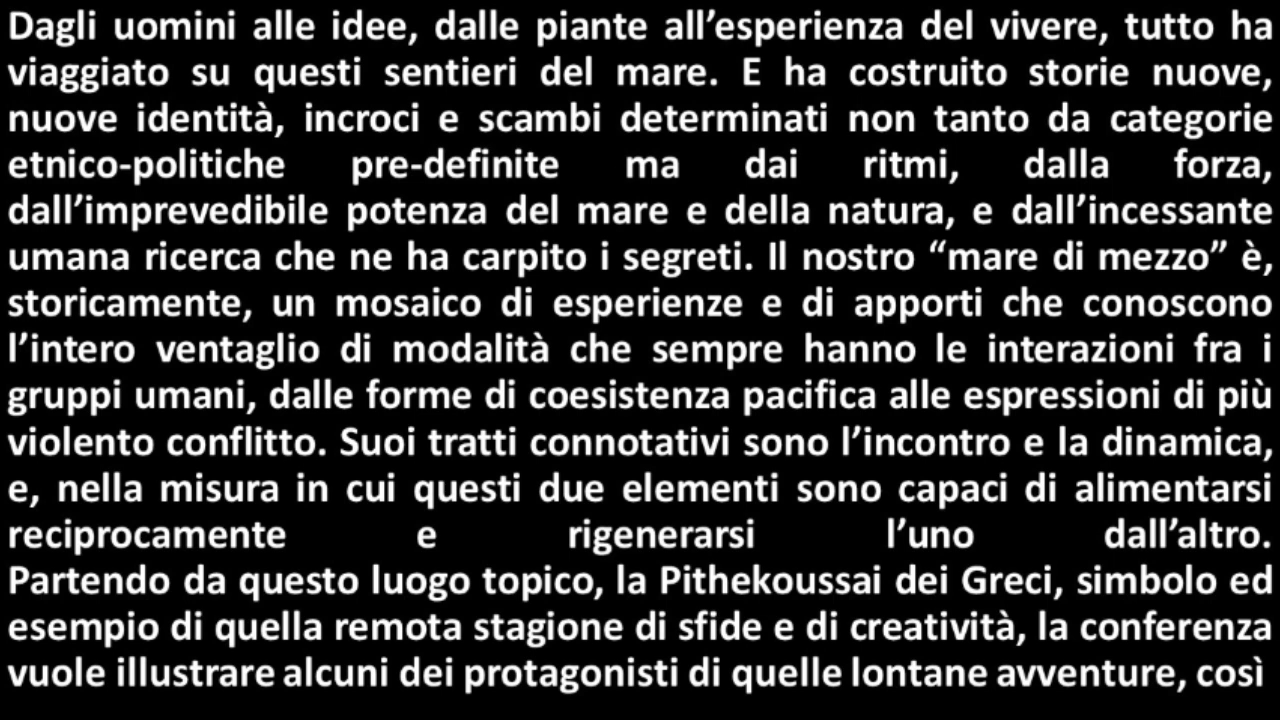 Dagli uomini alle idee, dalle piante all’esperienza del vivere, tutto ha
viaggiato su questi sentieri del mare. E ha costruito storie nuove,
nuove identità, incroci e scambi determinati non tanto da categorie
etnico-politiche pre-definite ma dai ritmi, dalla forza,
dall’imprevedibile potenza del mare e della natura, e dall’incessante
umana ricerca che ne ha carpito i segreti. Il nostro “mare di mezzo” è,
storicamente, un mosaico di esperienze e di apporti che conoscono
l’intero ventaglio di modalità che sempre hanno le interazioni fra i
gruppi umani, dalle forme di coesistenza pacifica alle espressioni di più
violento conflitto. Suoi tratti connotativi sono l’incontro e la dinamica,
e, nella misura in cui questi due elementi sono capaci di alimentarsi
reciprocamente e rigenerarsi l’uno dall’altro.
Partendo da questo luogo topico, la Pithekoussai dei Greci, simbolo ed
esempio di quella remota stagione di sfide e di creatività, la conferenza
vuole illustrare alcuni dei protagonisti di quelle lontane avventure, così